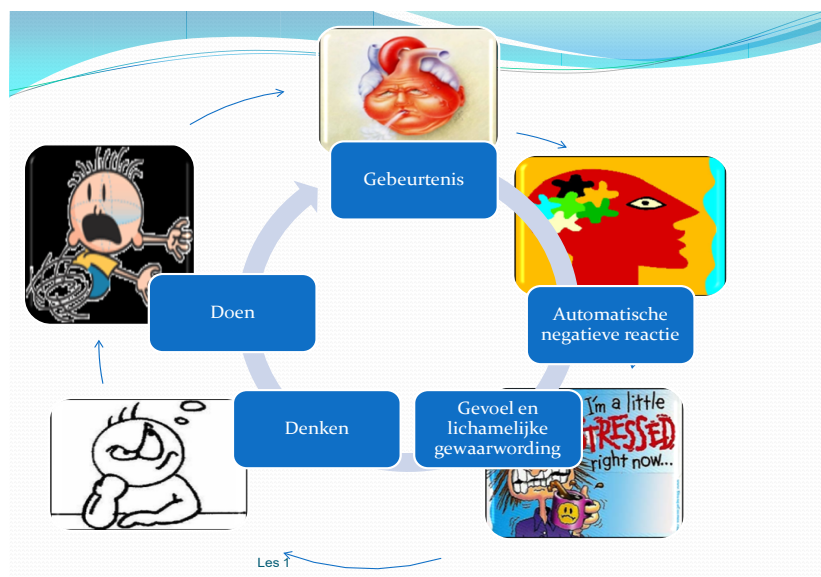 Gebeurtenis
Automatische
negatieve reactie
Gevoel en
lichamelijke
gewaarwording
Denken
Doen
I'm a little
STRESSED
right now...
Les 1